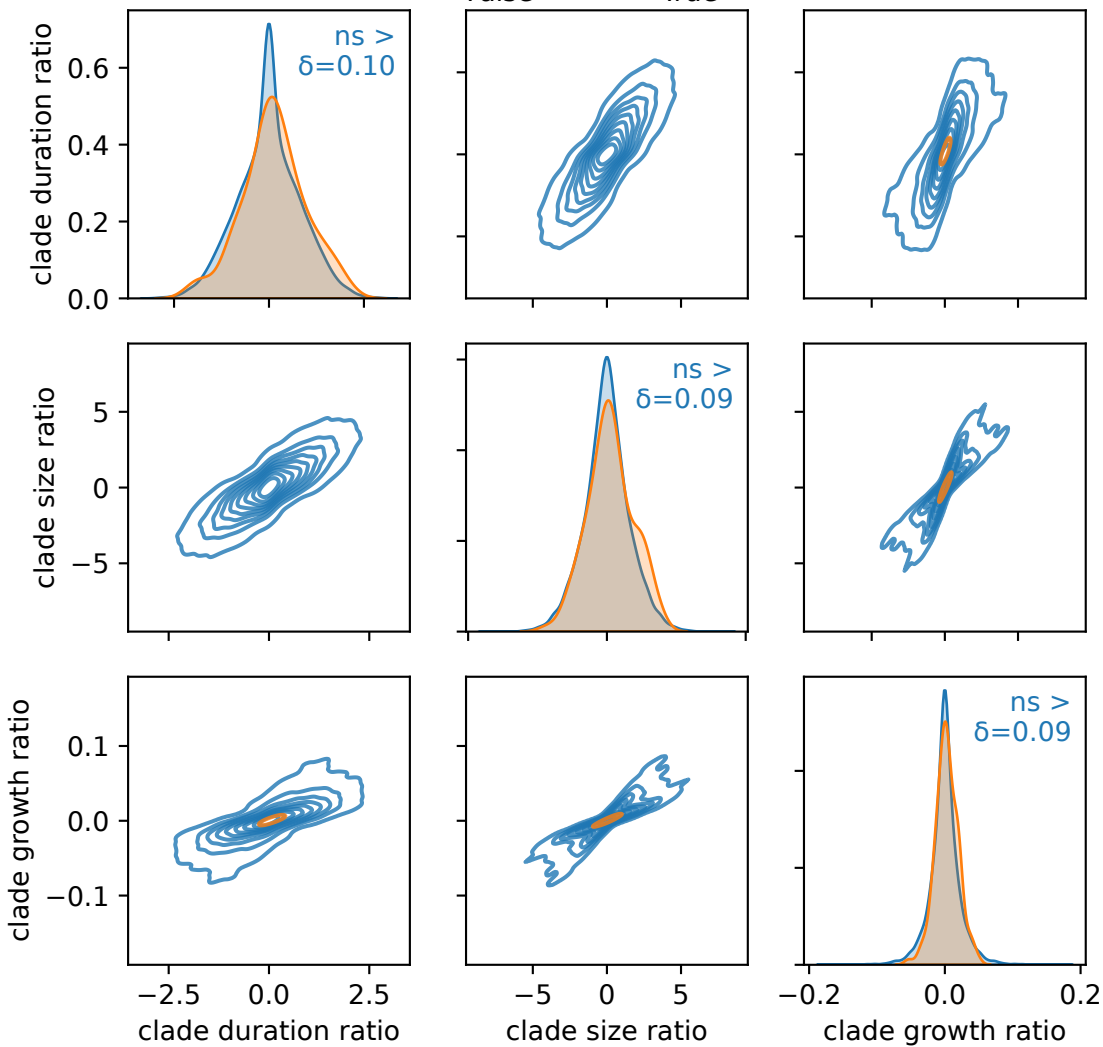 clade duration ratio
0.6
0.4
0.2
0.0
ns >
δ=0.10
clade size ratio
5
0
−5
ns >
δ=0.09
clade growth ratio
0.1
0.0
−0.1
ns >
δ=0.09
−2.5 0.0 2.5
−5 0 5
−0.2 0.0 0.2
clade duration ratio
clade size ratio
clade growth ratio